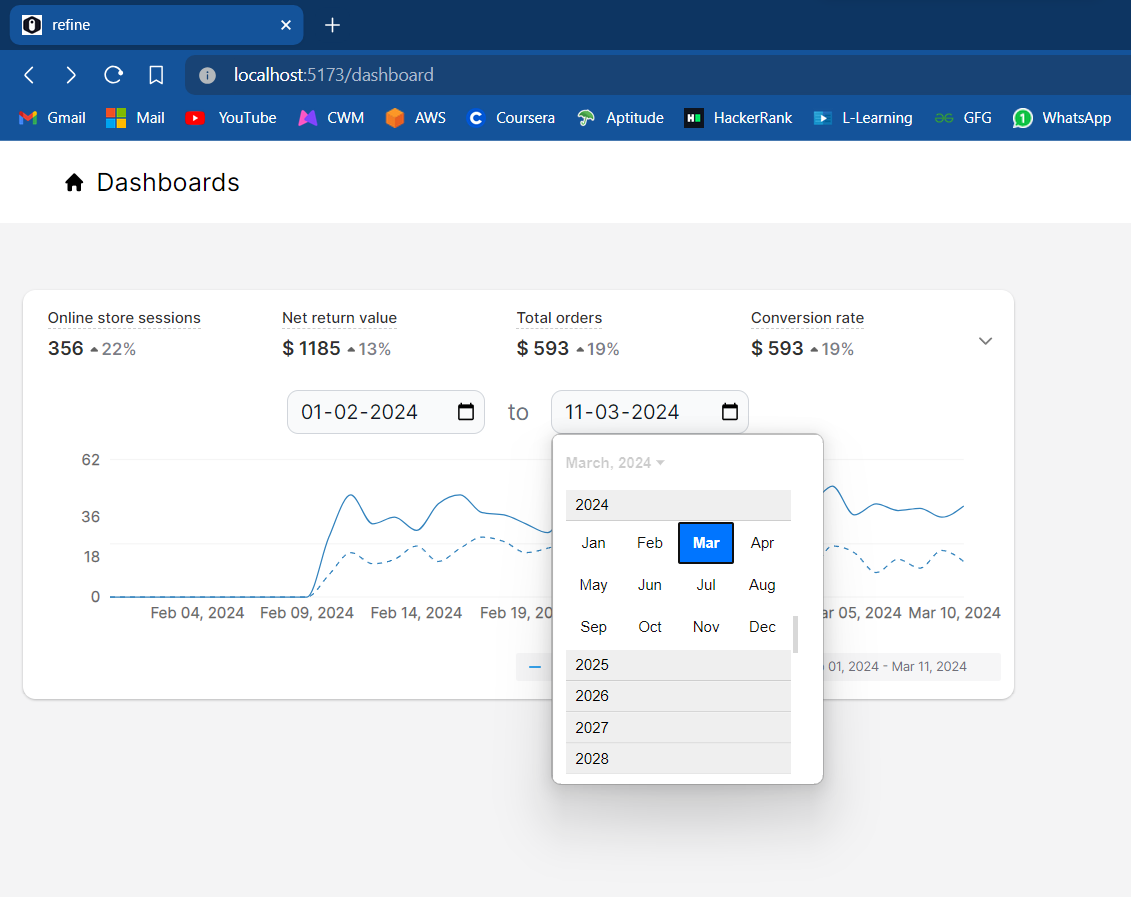 refine
localhost:5173/dashboard
Gmail Mail YouTube CWM AWS Coursera Aptitude HackerRank L-Learning GFG WhatsApp
Dashboards
Online store sessions Net return value Total orders Conversion rate
356 22% $ 1185 13% $ 593 19% $ 593 19%
01-02-2024 to 11-03-2024
March, 2024
62
2024
36
Jan Feb Mar Apr
18
May Jun Jul Aug
0
Feb 04, 2024 Feb 09, 2024 Feb 14, 2024 Feb 19, 20 ar 05, 2024 Mar 10, 2024
Sep Oct Nov Dec
2025
01, 2024 - Mar 11, 2024
2026
2027
2028